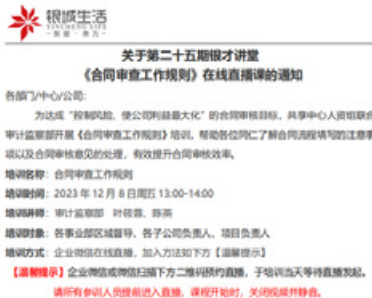 银城生活
YINCHENG LIFE
关于第二十五期银才讲堂
《合同审查工作规则》在线直播课的通知
各部门/中心/公司：
为达成“控制风险、使公司利益最大化”的合同审核目标，共享中心人资组联合
审计监察部开展《合同审查工作规则》培训，帮助各位同仁了解合同流程填写的注意事
项以及合同审核意见的处理，有效提升合同审核效率。
培训名称：合同审查工作规则
培训时间：2023年12月8日周五 13:00-14:00
培训讲师：审计监察部 叶筱霏、陈英
培训对象：各事业部区域督导、各子公司负责人、项目负责人
培训方式：企业微信在线直播，加入方法如下方【温馨提示】
【温馨提示】企业微信或微信扫描下方二维码预约直播，于培训当天等待直播发起。
请所有参训人员提前进入直播，课程开始时，关闭视频并静音。